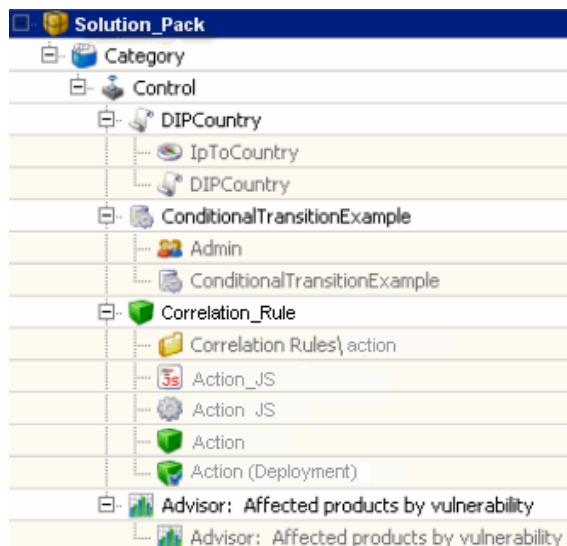 Solution_Pack
Category
Control
DIPCountry
IpToCountry
DIPCountry
ConditionalTransitionExample
Admin
ConditionalTransitionExample
Correlation_Rule
Correlation Rules\ action
Action_JS
Action JS
Action
Action (Deployment)
Advisor: Affected products by vulnerability
Advisor: Affected products by vulnerability